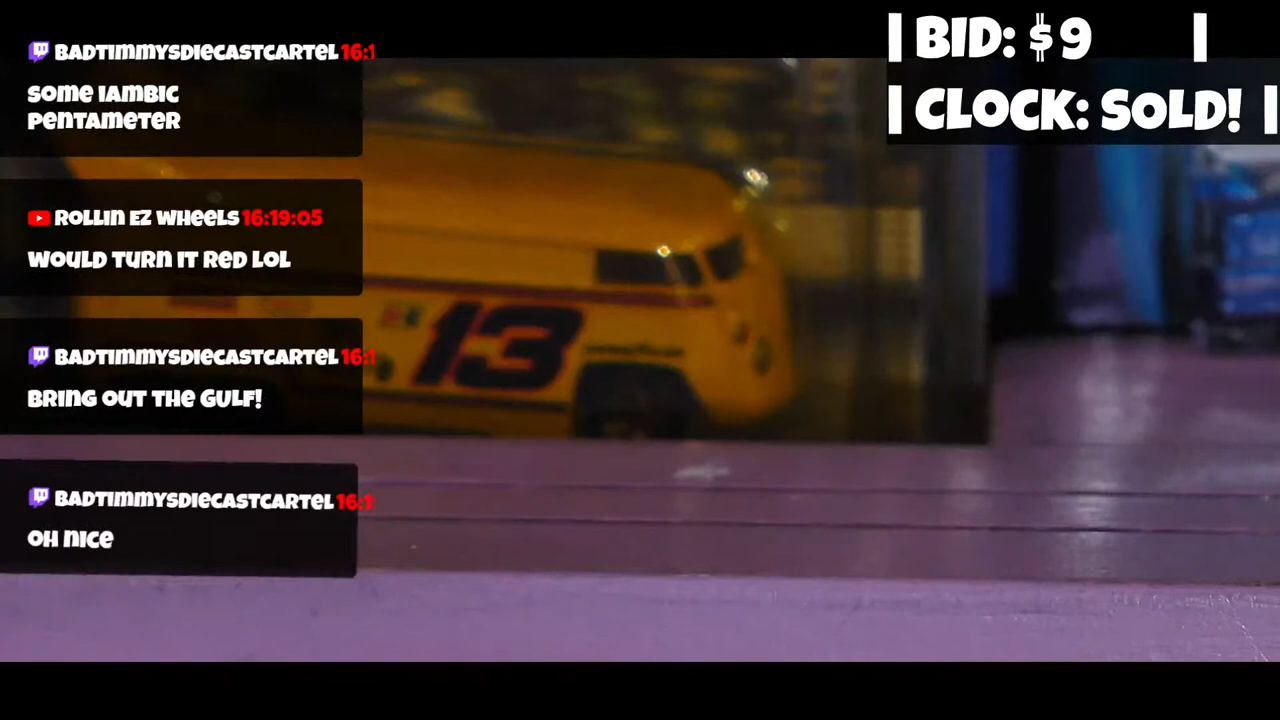 BADTIMMYSDIECASTCARTEL 16:1
SOME IAMBIC
PENTAMETER
ROLLIN EZ WHEELS 16:19:05
WOULD TURN IT RED LOL
BADTIMMYSDIECASTCARTEL 16:1
BRING OUT THE GULF!
BADTIMMYSDIECASTCARTEL 16:1
OH NICE
| BID: $9 |
| CLOCK: SOLD! |
13